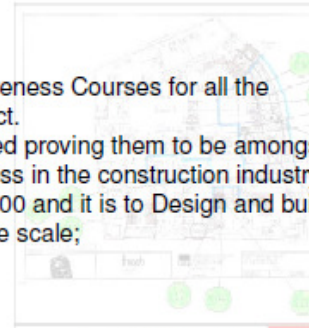 eness Courses for all the
ct.
ed proving them to be among
ss in the construction industr
00 and it is to Design and bu
e scale;